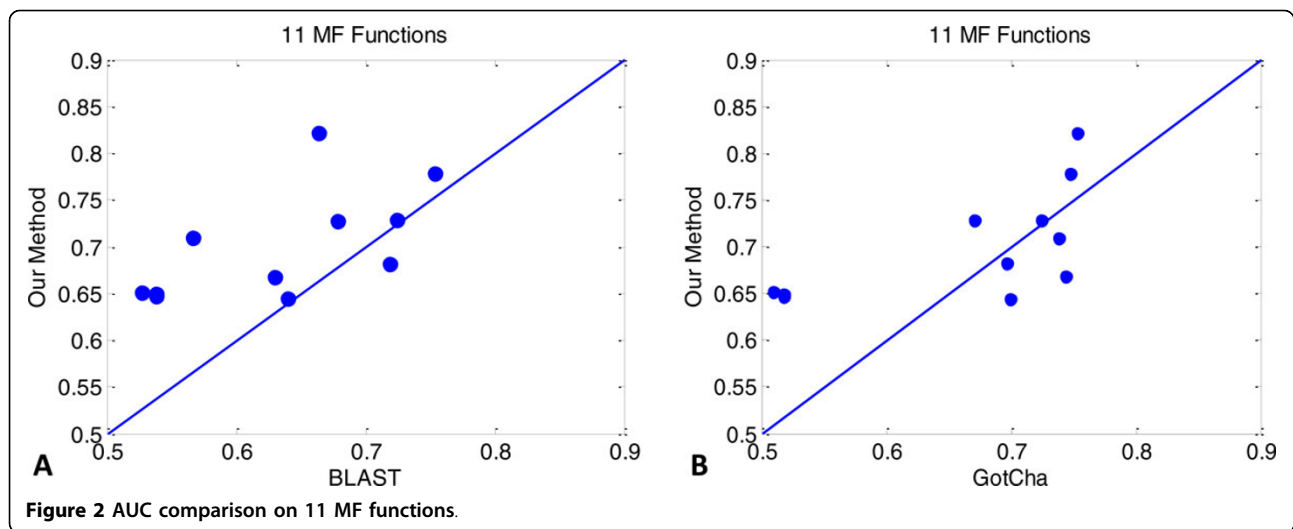 11 MF Functions
0.9
0.85
0.8
0.75
0.7
0.65
0.6
0.55
0.5
Our Method
0.5 0.6 0.7 0.8 0.9
BLAST
A
11 MF Functions
0.9
0.85
0.8
0.75
0.7
0.65
0.6
0.55
0.5
Our Method
0.5 0.6 0.7 0.8 0.9
GotCha
B
Figure 2 AUC comparison on 11 MF functions.